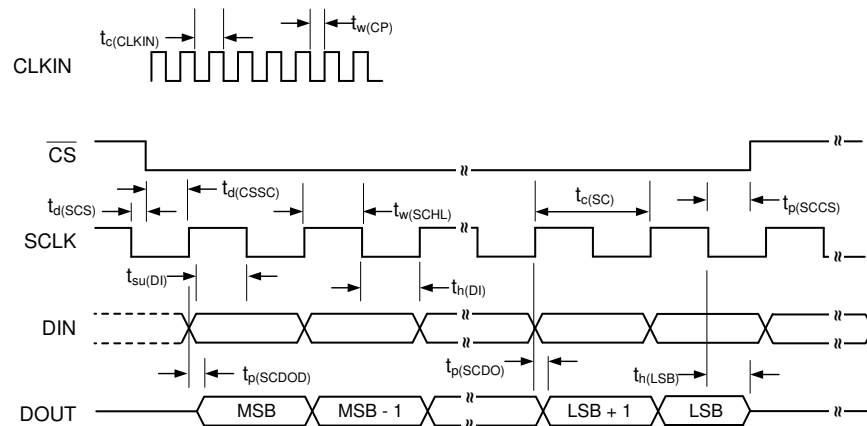 tc(CLKIN)
tw(CP)
CLKIN
CS
td(SCS)
td(CSSC)
tw(SCHL)
tc(SC)
tp(SCCS)
SCLK
tsu(DI)
th(DI)
DIN
tp(SCDOD)
tp(SCDO)
th(LSB)
DOUT
MSB
MSB - 1
LSB + 1
LSB